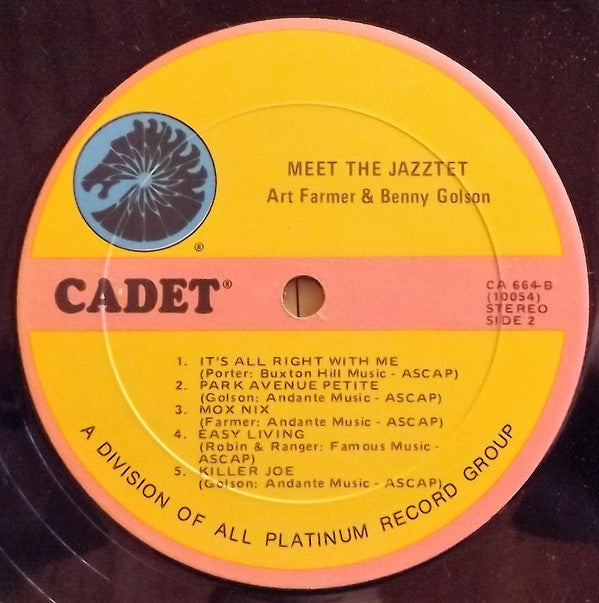 MEET THE JAZZTET
Art Farmer & Benny Golson
®
CADET®
CA 664-B
(10054)
STEREO
SIDE 2
1. IT'S ALL RIGHT WITH ME
(Porter: Buxton Hill Music - ASCAP)
2. PARK AVENUE PETITE
(Golson: Andante Music - ASCAP)
3. MOX NIX
(Farmer: Andante Music - ASCAP)
4. EASY LIVING
(Robin & Ranger: Famous Music -
ASCAP)
5. KILLER JOE
(Golson: Andante Music - ASCAP)
A DIVISION OF ALL PLATINUM RECORD GROUP